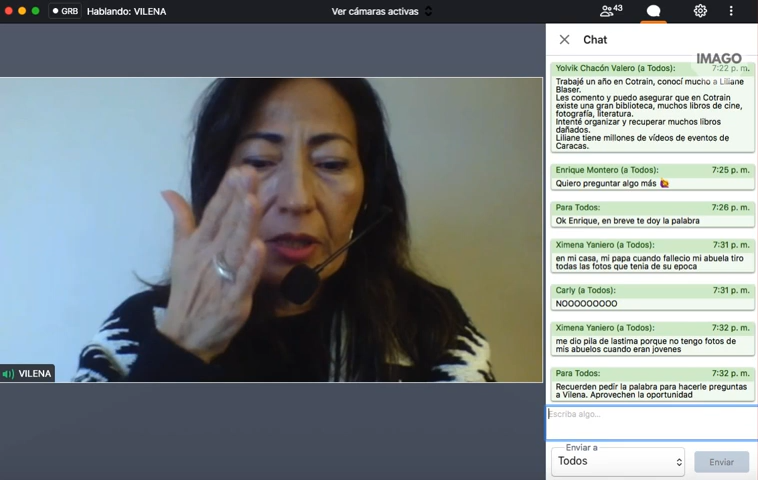 GRB
Hablando: VILENA
Ver cámaras activas
43
Chat
IMAGO
Yolvik Chacón Valero (a Todos): 7:22 p. m.
Trabajé un año en Cotrain, conocí mucho a Liliane
Blaser.
Les comento y puedo asegurar que en Cotrain
existe una gran biblioteca, muchos libros de cine,
fotografía, literatura.
Intenté organizar y recuperar muchos libros
dañados.
Liliane tiene millones de vídeos de eventos de
Caracas.
Enrique Montero (a Todos): 7:25 p. m.
Quiero preguntar algo más
Para Todos: 7:26 p. m.
Ok Enrique, en breve te doy la palabra
Ximena Yaniero (a Todos): 7:31 p. m.
en mi casa, mi papa cuando fallecio mi abuela tiro
todas las fotos que tenia de su epoca
Carly (a Todos): 7:31 p. m.
NOOOOOOOOO
Ximena Yaniero (a Todos): 7:32 p. m.
me dio pila de lastima porque no tengo fotos de
mis abuelos cuando eran jovenes
Para Todos: 7:32 p. m.
Recuerden pedir la palabra para hacerle preguntas
a Vilena. Aprovechen la oportunidad
Escriba algo...
Enviar a
Todos
Enviar
VILENA